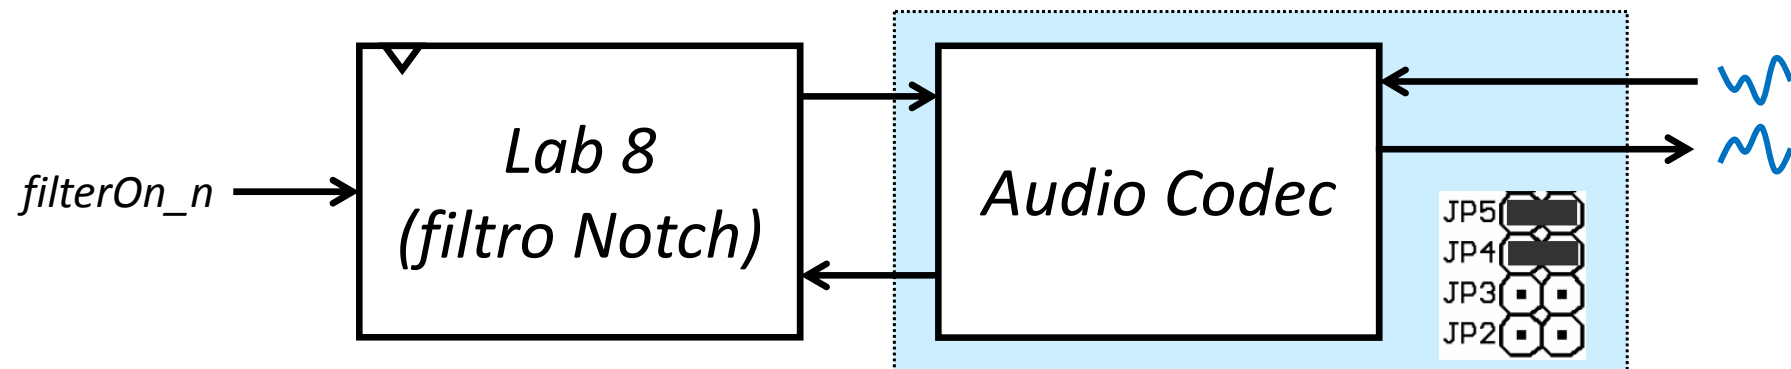 filterOn_n
Lab 8
(filtro Notch)
Audio Codec
JP5
JP4
JP3
JP2